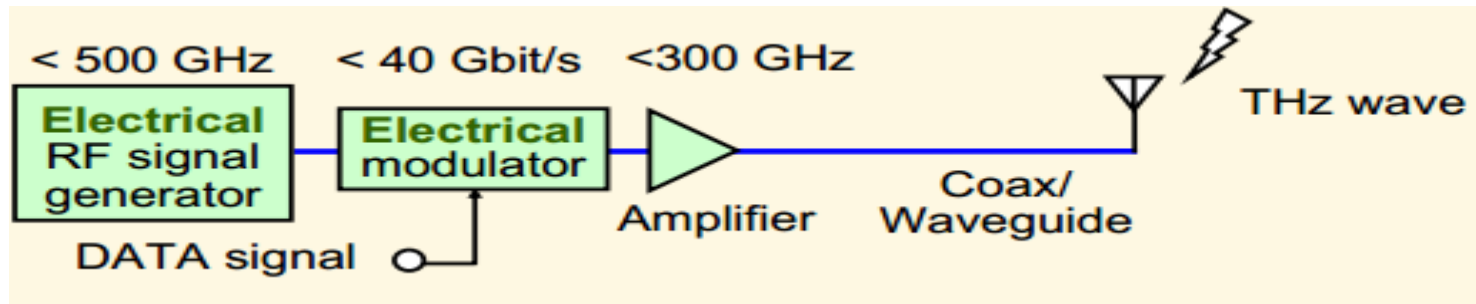 < 500 GHz
< 40 Gbit/s
<300 GHz
Electrical
RF signal
generator
Electrical
modulator
THz wave
Coax/
Waveguide
Amplifier
DATA signal